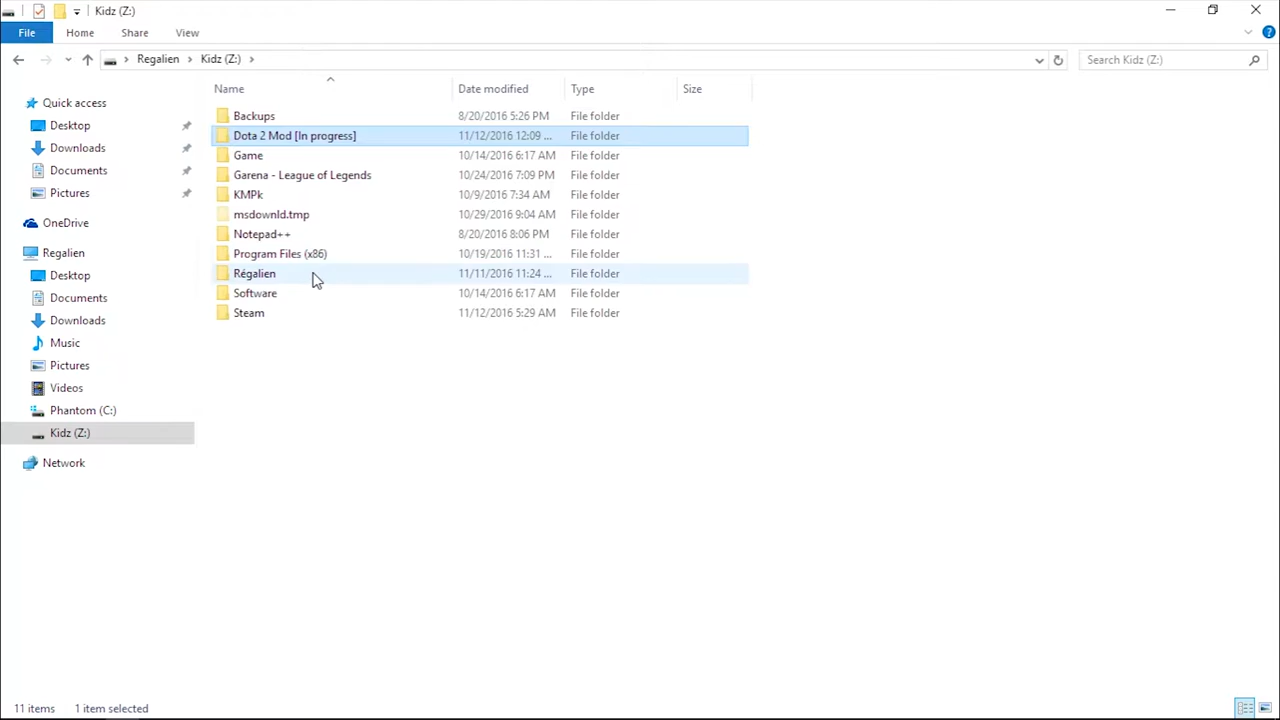 Kidz (Z:)
File Home Share View
Regalien Kidz (Z:) Search Kidz (Z:)
Name Date modified Type Size
Quick access
Desktop
Downloads
Documents
Pictures
OneDrive
Regalien
Desktop
Documents
Downloads
Music
Pictures
Videos
Phantom (C:)
Kidz (Z:)
Network
Backups 8/20/2016 5:26 PM File folder
Dota 2 Mod [In progress] 11/12/2016 12:09 ... File folder
Game 10/14/2016 6:17 AM File folder
Garena - League of Legends 10/24/2016 7:09 PM File folder
KMPk 10/9/2016 7:34 AM File folder
msdownld.tmp 10/29/2016 9:04 AM File folder
Notepad++ 8/20/2016 8:06 PM File folder
Program Files (x86) 10/19/2016 11:31 ... File folder
Régalien 11/11/2016 11:24 ... File folder
Software 10/14/2016 6:17 AM File folder
Steam 11/12/2016 5:29 AM File folder
11 items 1 item selected